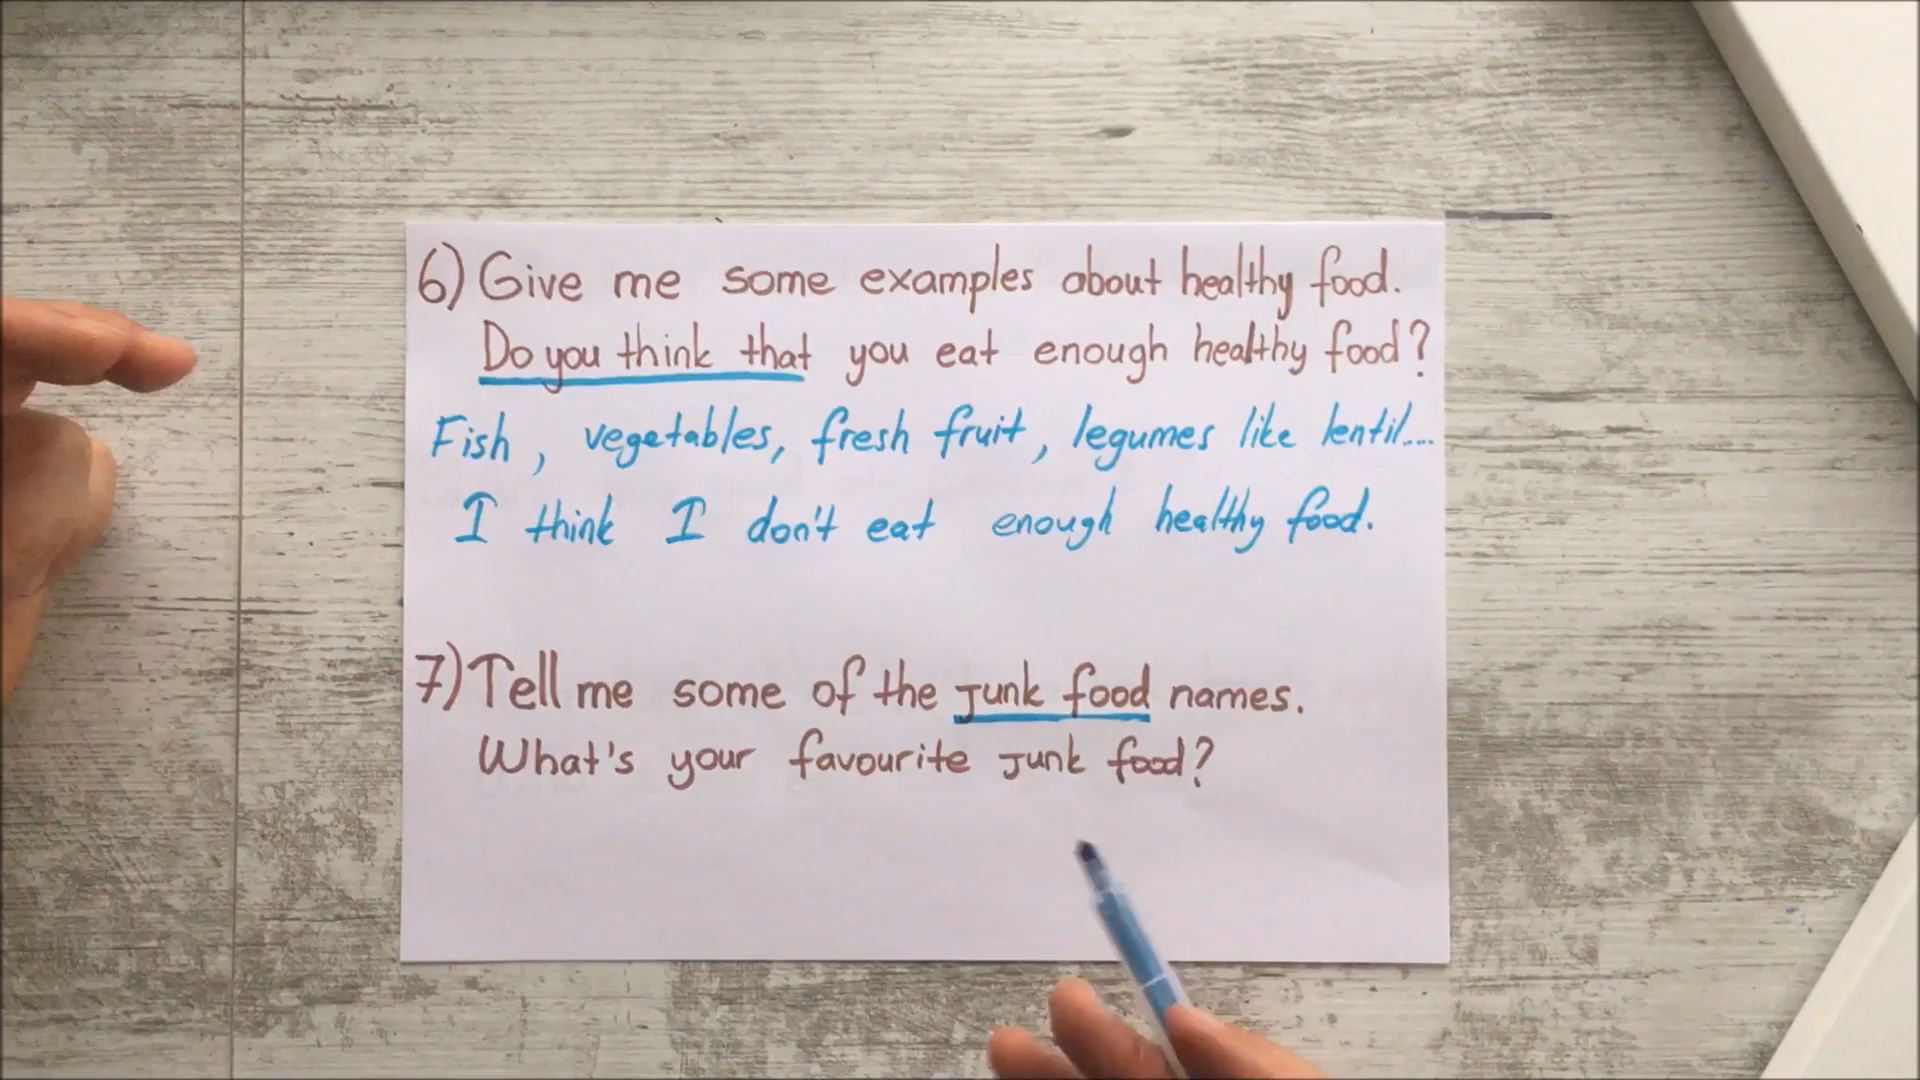 6) Give me some examples about healthy food.
Do you think that you eat enough healthy food?
Fish, vegetables, fresh fruit, legumes like lentil....
I think I don't eat enough healthy food.
7) Tell me some of the junk food names.
What's your favourite junk food?